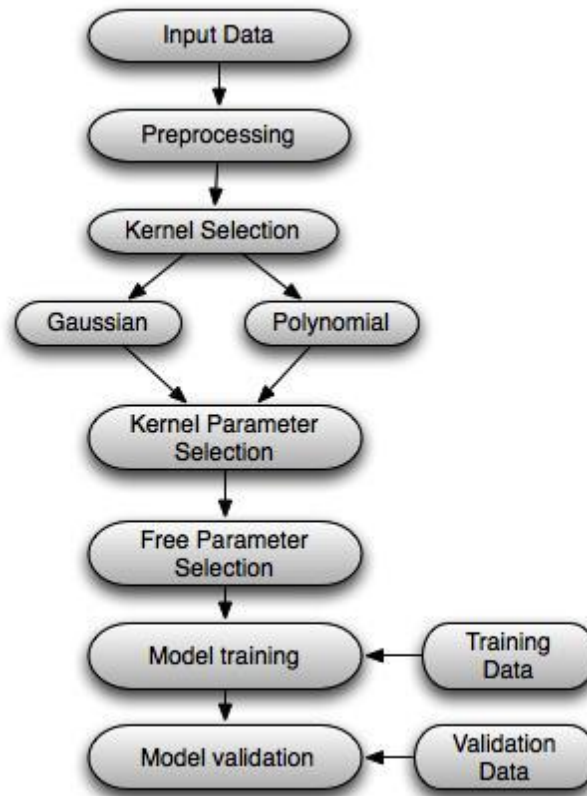 Input Data
Preprocessing
Kernel Selection
Gaussian
Polynomial
Kernel Parameter
Selection
Free Parameter
Selection
Model training
Training
Data
Model validation
Validation
Data